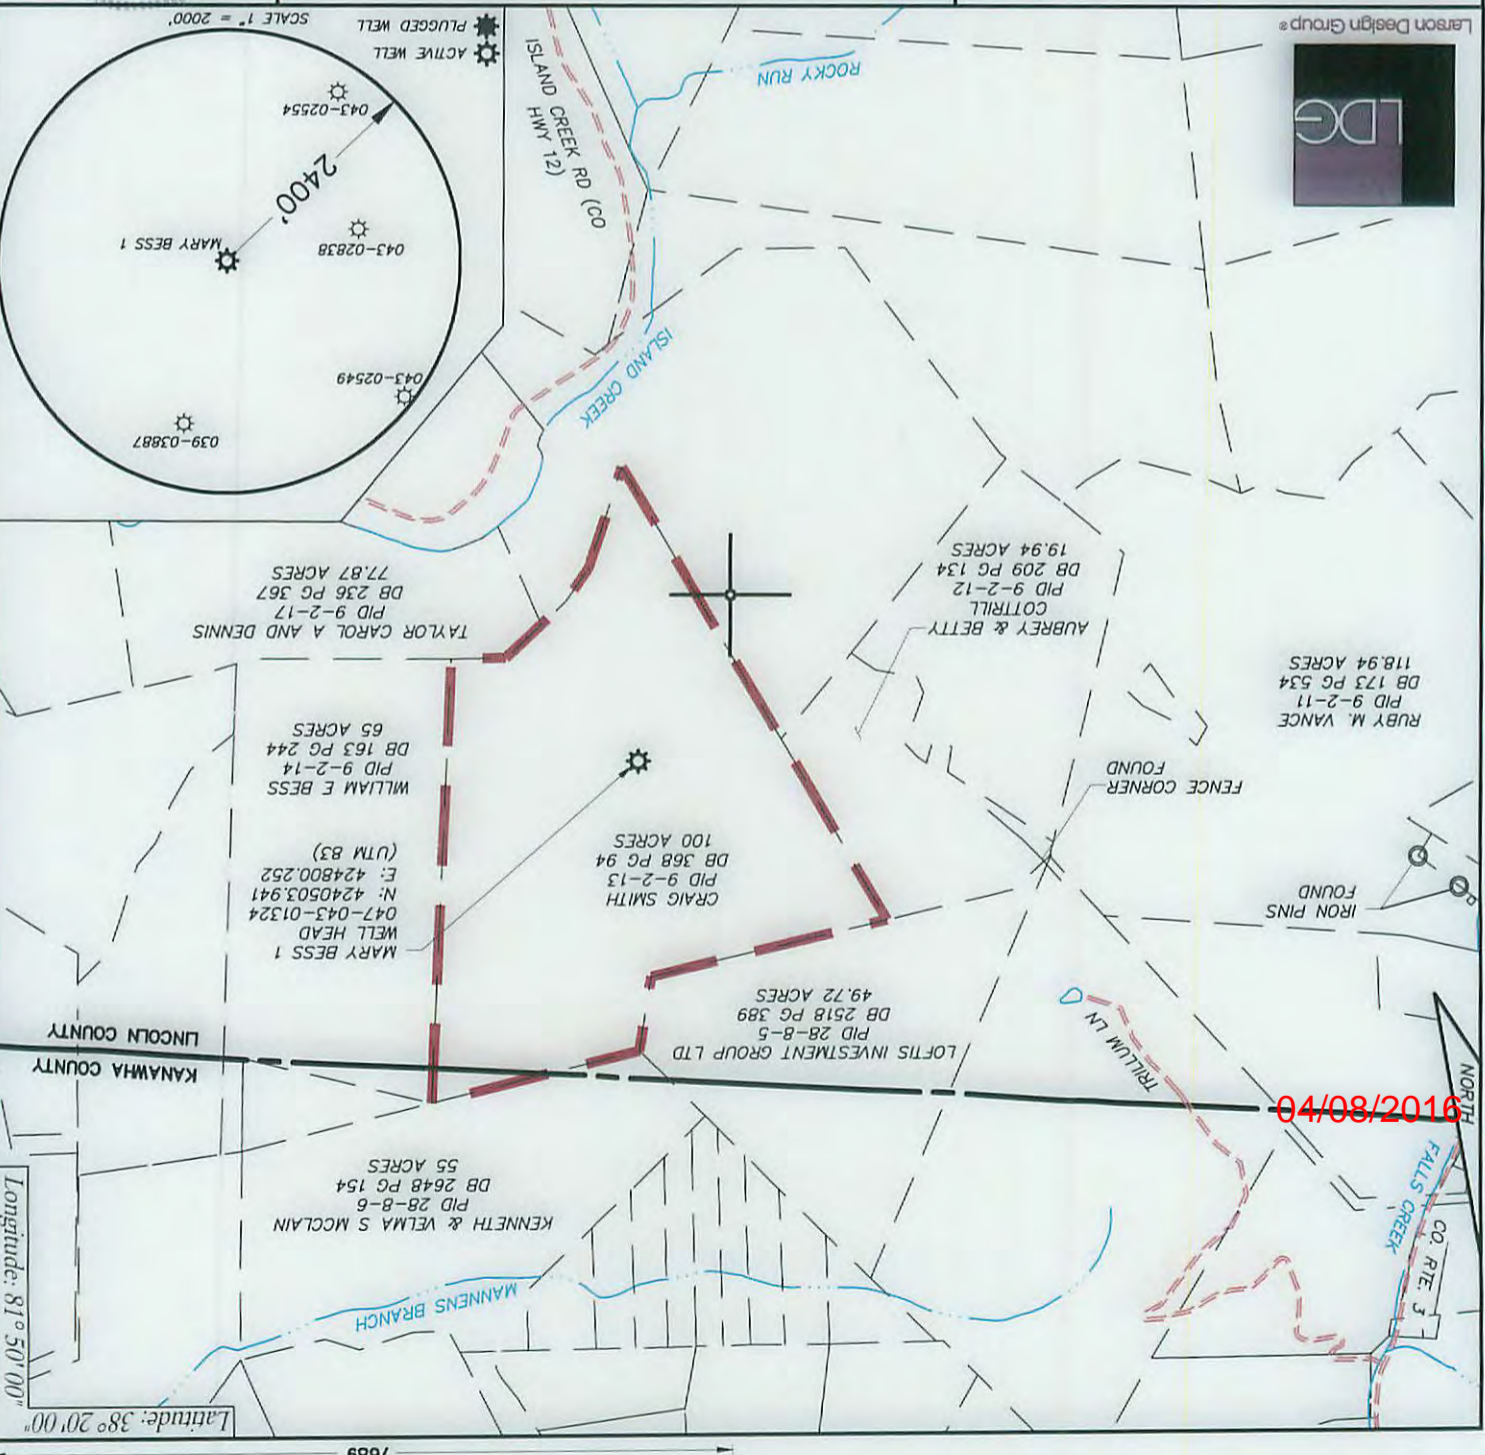 7689
Latitude: 38° 20' 00"
Longitude: 81° 50' 00"
CO. RTE. 3
FALLS CREEK
MANNENS BRANCH
KENNETH & VELMA S MCCLAIN
PID 28-8-6
DB 2648 PG 154
55 ACRES
NORTH
04/08/2016
TRILLUM LN
KANAWHA COUNTY
LINCOLN COUNTY
LOFTIS INVESTMENT GROUP LTD
PID 28-8-5
DB 2518 PG 389
49.72 ACRES
IRON PINS
FOUND
MARY BESS 1
WELL HEAD
047-043-01324
N: 4240503.941
E: 424800.252
(UTM 83)
CRAIG SMITH
PID 9-2-13
DB 368 PG 94
100 ACRES
FENCE CORNER
FOUND
WILLIAM E BESS
PID 9-2-14
DB 163 PG 244
65 ACRES
RUBY M. VANCE
PID 9-2-11
DB 173 PG 534
118.94 ACRES
AUBREY & BETTY
COTTRILL
PID 9-2-12
DB 209 PG 134
19.94 ACRES
TAYLOR CAROL A AND DENNIS
PID 9-2-17
DB 236 PG 367
77.87 ACRES
ISLAND CREEK
039-03887
043-02549
MARY BESS 1
043-02838
2400'
043-02554
ISLAND CREEK RD (CO
HWY 12)
ROCKY RUN
ACTIVE WELL
PLUGGED WELL
SCALE 1" = 2000'
LDG
Larson Design Group®